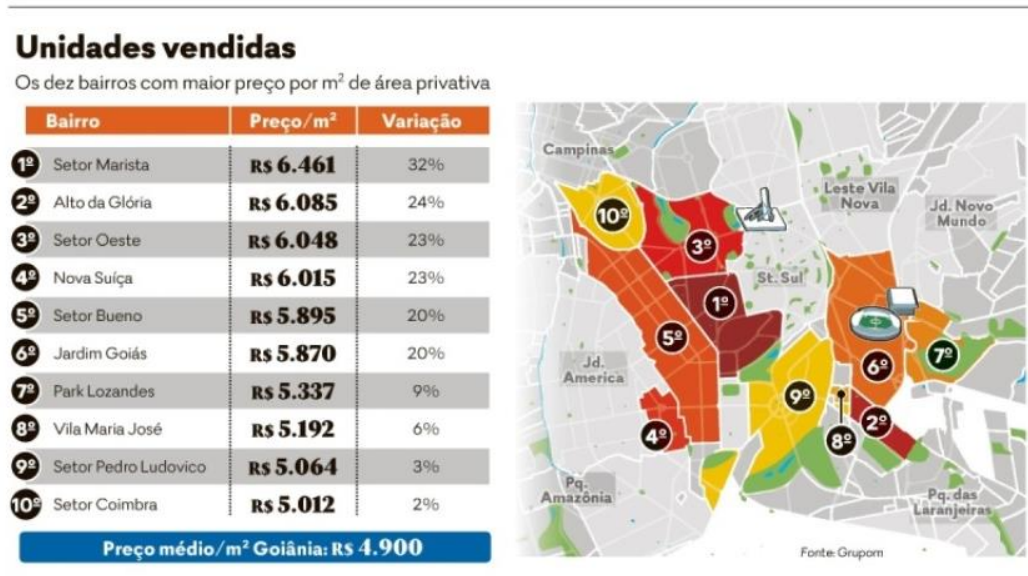 Unidades vendidas
Os dez bairros com maior preço por m² de área privativa
Bairro Preço/m² Variação
1º Setor Marista R$ 6.461 32%
2º Alto da Glória R$ 6.085 24%
3º Setor Oeste R$ 6.048 23%
4º Nova Suíça R$ 6.015 23%
5º Setor Bueno R$ 5.895 20%
6º Jardim Goiás R$ 5.870 20%
7º Park Lozandes R$ 5.337 9%
8º Vila Maria José R$ 5.192 6%
9º Setor Pedro Ludovico R$ 5.064 3%
10º Setor Coimbra R$ 5.012 2%
Preço médio/m² Goiânia: R$ 4.900
Campinas
Leste Vila
Nova
Jd. Novo
Mundo
10º
3º
St. Sul
1º
5º
Jd.
America
6º
7º
9º
2º
4º
8º
Pq.
Amazônia
Pq. das
Laranjeiras
Fonte: Grupom